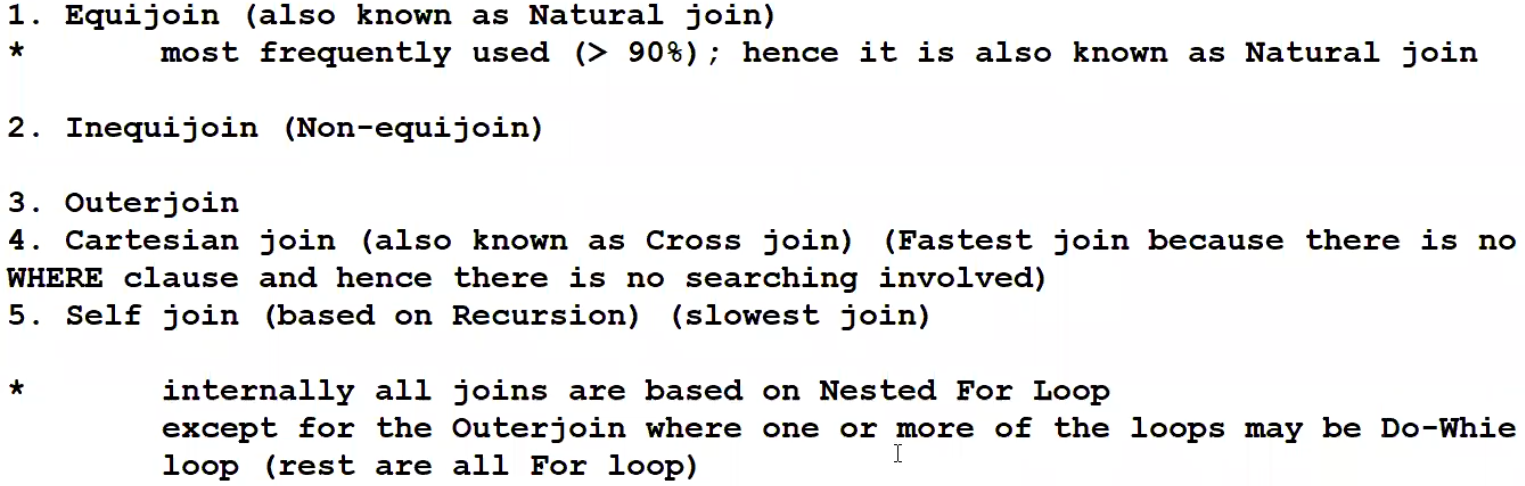 1. Equijoin (also known as Natural join)
* most frequently used (> 90%); hence it is also known as Natural join
2. Inequijoin (Non-equijoin)
3. Outerjoin
4. Cartesian join (also known as Cross join) (Fastest join because there is no
WHERE clause and hence there is no searching involved)
5. Self join (based on Recursion) (slowest join)
* internally all joins are based on Nested For Loop
except for the Outerjoin where one or more of the loops may be Do-Whie
loop (rest are all For loop)